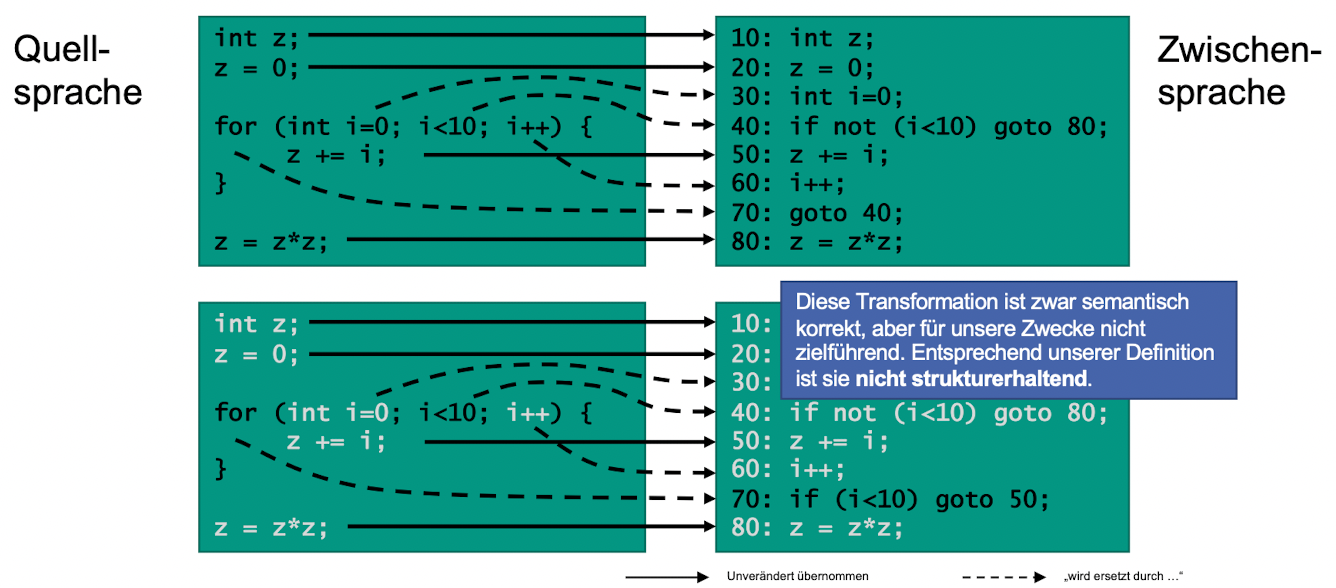 Quell-
sprache
int z;
z = 0;
for (int i=0; i<10; i++) {
z += i;
}
z = z*z;
10: int z;
20: z = 0;
30: int i=0;
40: if not (i<10) goto 80;
50: z += i;
60: i++;
70: goto 40;
80: z = z*z;
Zwischen-
sprache
int z;
z = 0;
for (int i=0; i<10; i++) {
z += i;
}
z = z*z;
10:
20:
30:
40: if not (i<10) goto 80;
50: z += i;
60: i++;
70: if (i<10) goto 50;
80: z = z*z;
Diese Transformation ist zwar semantisch
korrekt, aber für unsere Zwecke nicht
zielführend. Entsprechend unserer Definition
ist sie nicht strukturerhaltend.
Unverändert übernommen
„wird ersetzt durch …“